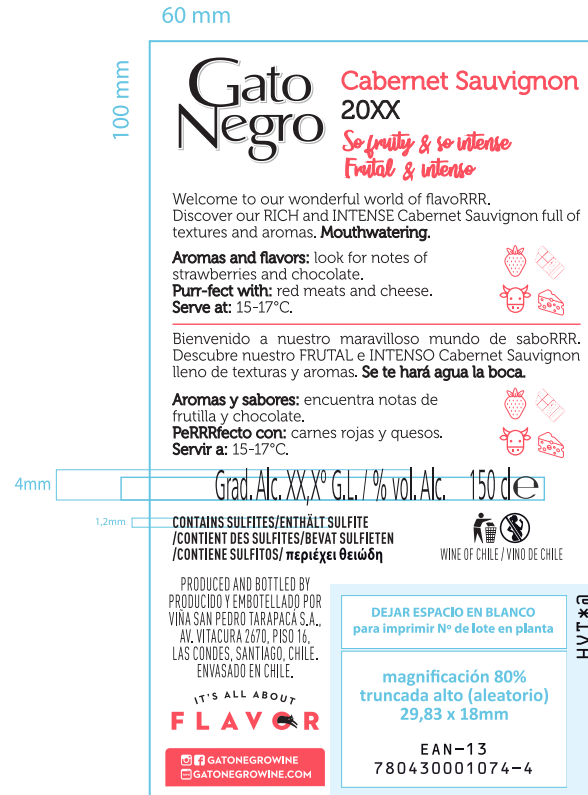 60 mm
100 mm
Gato
Negro
Cabernet Sauvignon
20XX
So fruity & so intense
Frutal & intenso
Welcome to our wonderful world of flavoRRR.
Discover our RICH and INTENSE Cabernet Sauvignon full of
textures and aromas. Mouthwatering.
Aromas and flavors: look for notes of
strawberries and chocolate.
Purr-fect with: red meats and cheese.
Serve at: 15-17°C.
Bienvenido a nuestro maravilloso mundo de saboRRR.
Descubre nuestro FRUTAL e INTENSO Cabernet Sauvignon
lleno de texturas y aromas. Se te hará agua la boca.
Aromas y sabores: encuentra notas de
frutilla y chocolate.
PeRRRfecto con: carnes rojas y quesos.
Servir a: 15-17°C.
4mm
Grad. Alc. XX,X° G.L. / % vol. Alc. 150 cl e
1,2mm
CONTAINS SULFITES/ENTHÄLT SULFITE
/CONTIENT DES SULFITES/BEVAT SULFIETEN
/CONTIENE SULFITOS/ περιέχει θειώδη
WINE OF CHILE / VINO DE CHILE
PRODUCED AND BOTTLED BY
PRODUCIDO Y EMBOTELLADO POR
VIÑA SAN PEDRO TARAPACÁ S.A.,
AV. VITACURA 2670, PISO 16,
LAS CONDES, SANTIAGO, CHILE.
ENVASADO EN CHILE.
IT'S ALL ABOUT
FLAVOR
GATONEGROWINE
GATONEGROWINE.COM
DEJAR ESPACIO EN BLANCO
para imprimir Nº de lote en planta
magnificación 80%
truncada alto (aleatorio)
29,83 x 18mm
EAN-13
780430001074-4